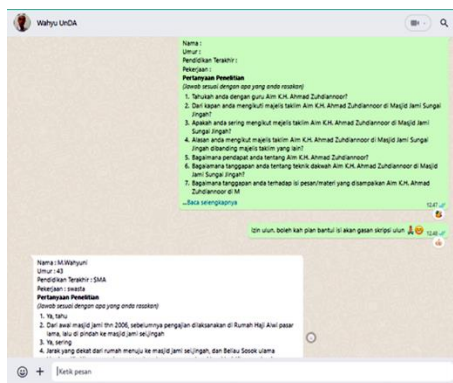 Wahyu UnDA
Nama :
Umur :
Pendidikan Terakhir :
Pekerjaan :
Pertanyaan Penelitian
(Jawab sesuai dengan apa yang anda rasakan)
1. Tahukah anda dengan guru Alm K.H. Ahmad Zuhdiannoor?
2. Dari kapan anda mengikuti majelis taklim Alm K.H. Ahmad Zuhdiannoor di Masjid Jami Sungai
Jingah?
3. Apakah anda sering mengikut majelis taklim Alm K.H. Ahmad Zuhdiannoor di Masjid Jami
Sungai Jingah?
4. Alasan anda mengikut majelis taklim Alm K.H. Ahmad Zuhdiannoor di Masjid Jami Sungai
Jingah dibanding majelis taklim yang lain?
5. Bagaimana pendapat anda tentang Alm K.H. Ahmad Zuhdiannoor?
6. Bagaimana tanggapan anda tentang teknik dakwah Alm K.H. Ahmad Zuhdiannoor di Masjid
Jami Sungai Jingah?
7. Bagaimana tanggapan anda terhadap isi pesan/materi yang disampaikan Alm K.H. Ahmad
Zuhdiannoor di M
...Baca selengkapnya
12.47
Izin ulun, boleh kah pian bantui isi akan gasan skripsi ulun 🙏😊
12.48
Nama : M.Wahyuni
Umur : 43
Pendidikan Terakhir : SMA
Pekerjaan : swasta
Pertanyaan Penelitian
(Jawab sesuai dengan apa yang anda rasakan)
1. Ya, tahu
2. Dari awal masjid jami thn 2006, sebelumnya pengajian dilaksanakan di Rumah Haji Alwi pasar
lama, lalu di pindah ke masjid jami seijingah
3. Ya, sering
4. Jarak yang dekat dari rumah menuju ke masjid jami seijingah, dan Beliau Sosok ulama
Ketik pesan